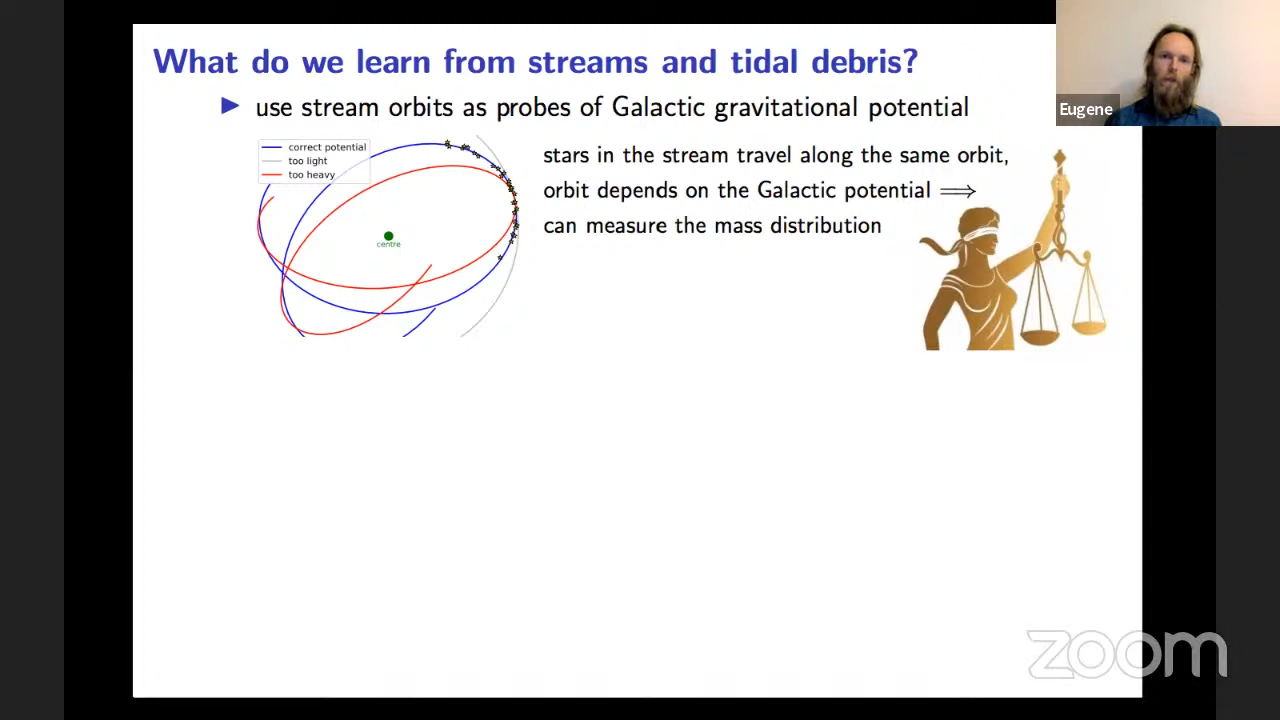 What do we learn from streams and tidal debris?
▶ use stream orbits as probes of Galactic gravitational potential
correct potential
too light
too heavy
centre
stars in the stream travel along the same orbit,
orbit depends on the Galactic potential ⟹
can measure the mass distribution
Eugene
zoom